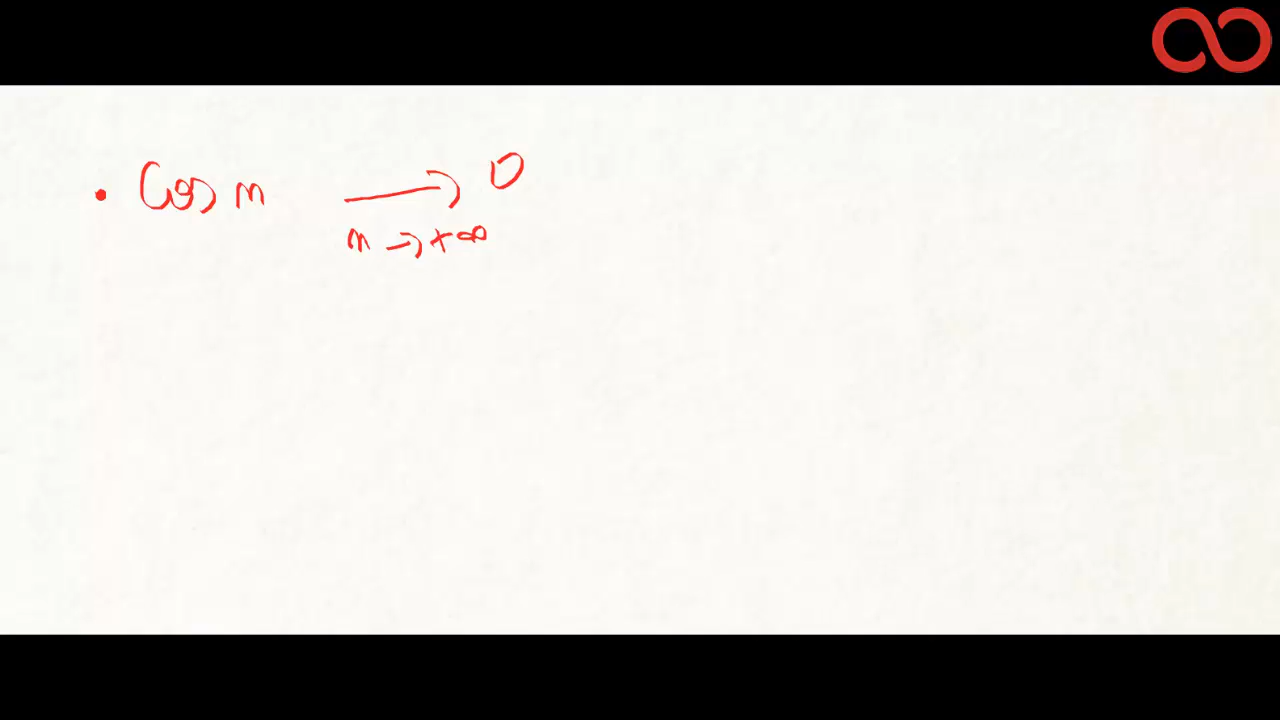 • Cos n → 0
n → +∞